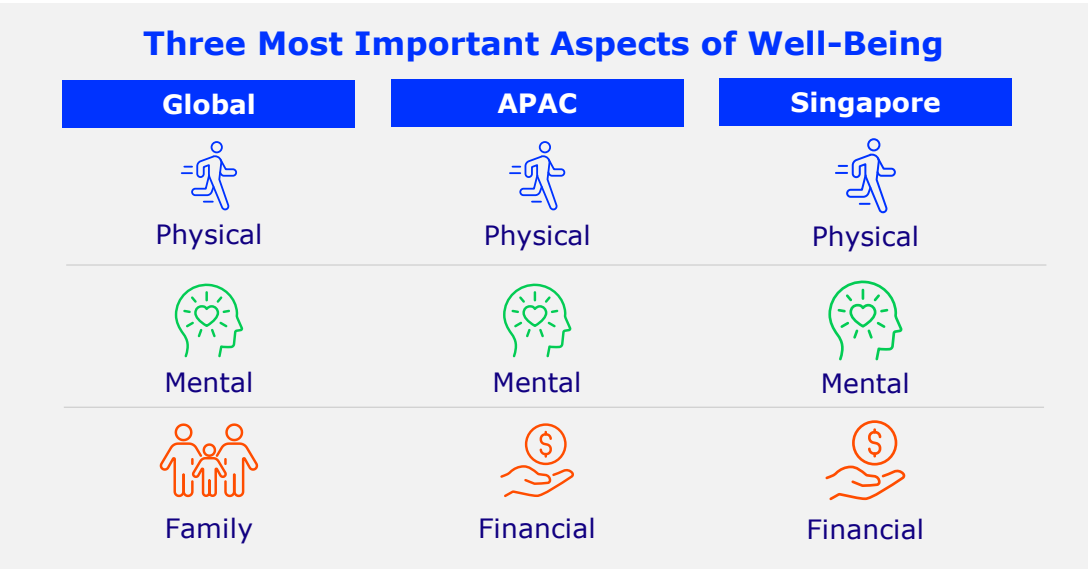 Three Most Important Aspects of Well-Being
Global APAC Singapore
Physical Physical Physical
Mental Mental Mental
Family Financial Financial